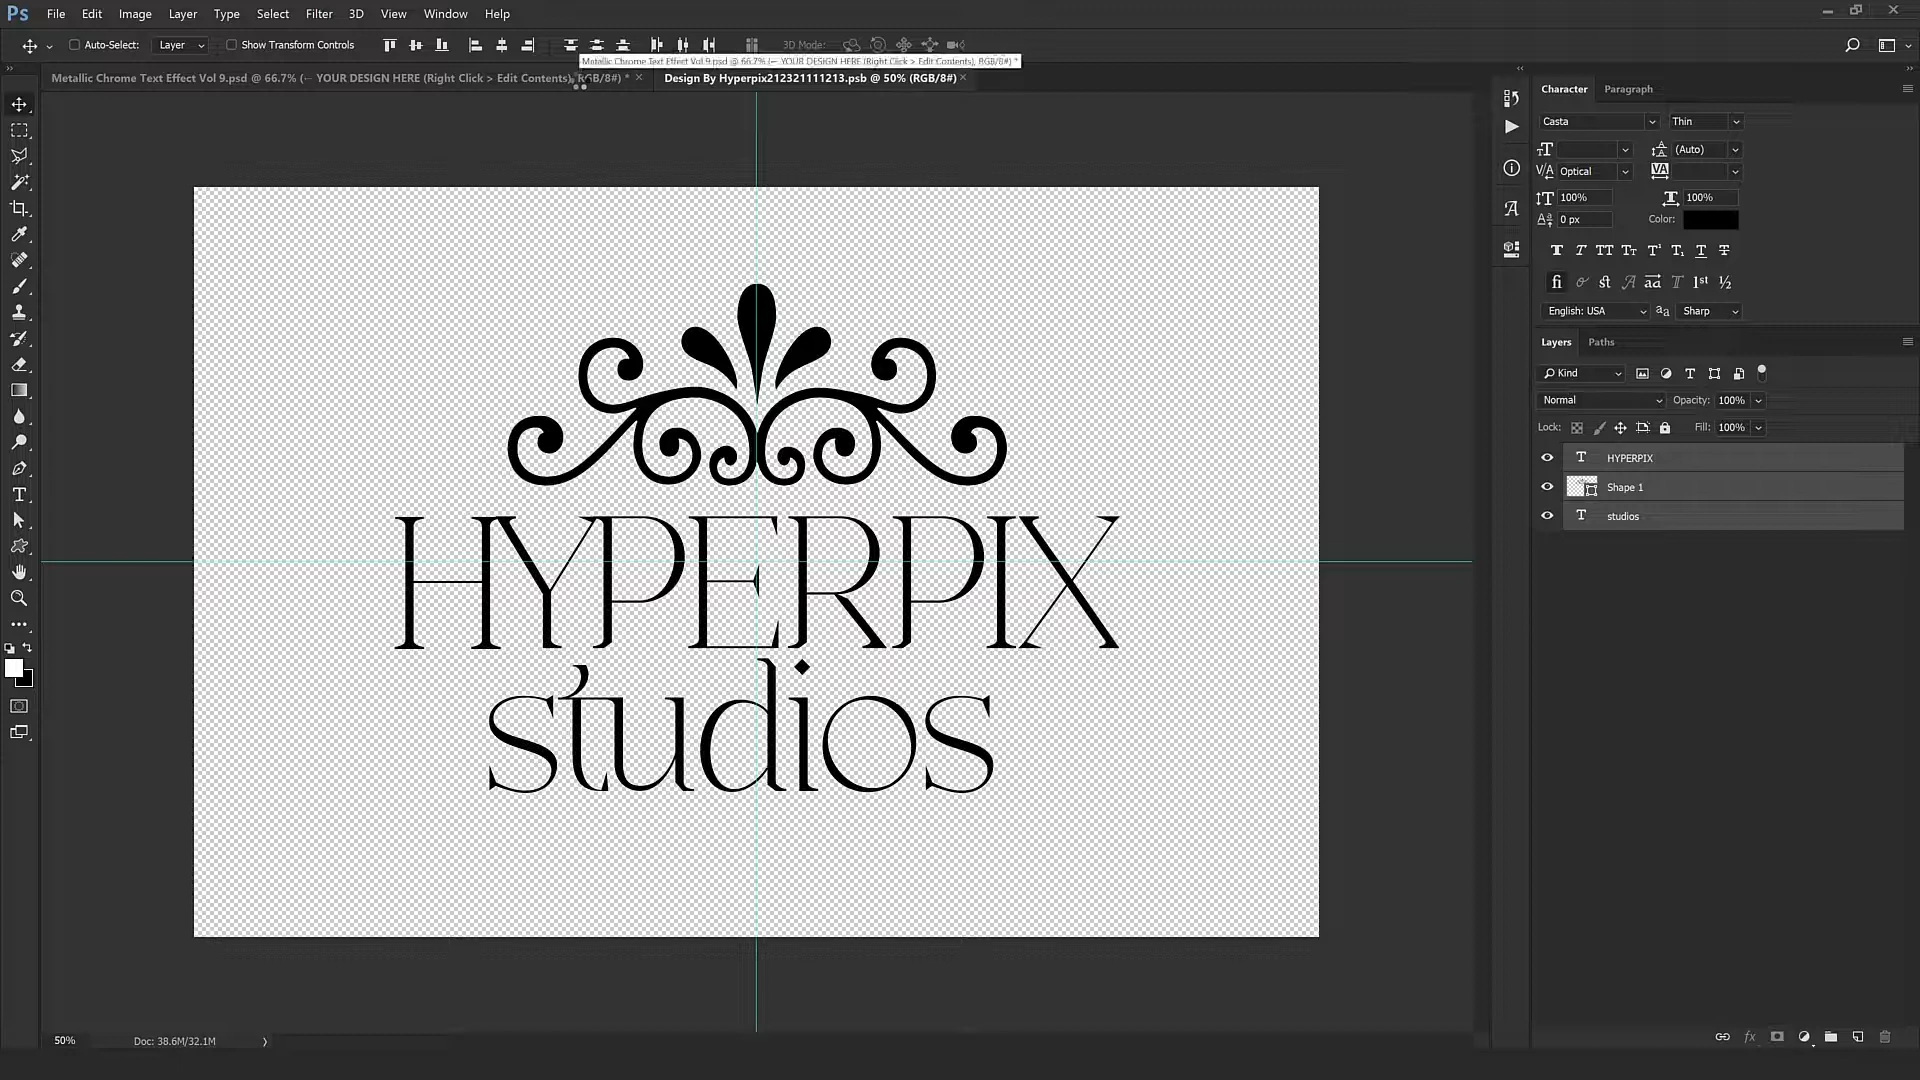 Ps File Edit Image Layer Type Select Filter 3D View Window Help
Auto-Select: Layer Show Transform Controls 3D Mode:
Metallic Chrome Text Effect Vol 9.psd @ 66.7% (← YOUR DESIGN HERE (Right Click > Edit Contents), RGB/8#) *
Metallic Chrome Text Effect Vol 9.psd @ 66.7% (← YOUR DESIGN HERE (Right Click > Edit Contents), RGB/8#) * × Design By Hyperpix212321111213.psb @ 50% (RGB/8#) ×
Character Paragraph
Casta Thin
(Auto)
Optical
100% 100%
0 px Color:
English: USA Sharp
Layers Paths
Kind
Normal Opacity: 100%
Lock: Fill: 100%
HYPERPIX
Shape 1
studios
HYPERPIX
studios
50% Doc: 38.6M/32.1M